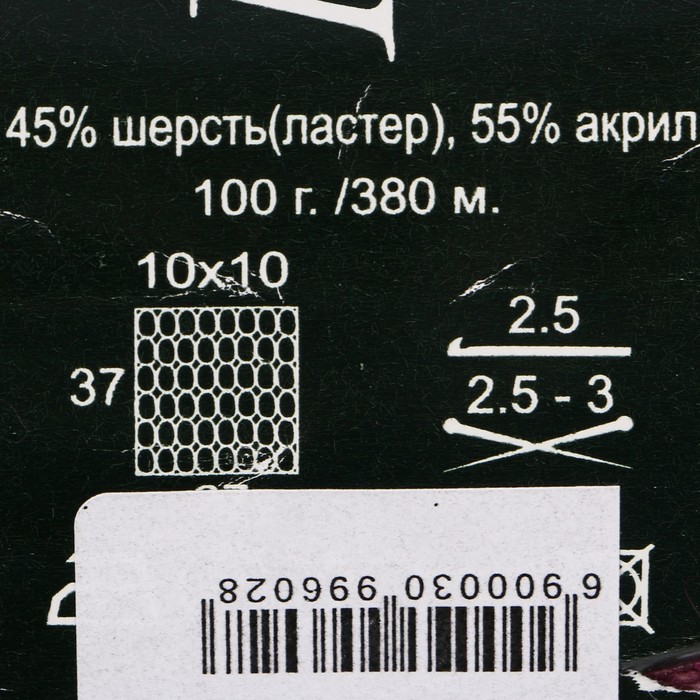 45% шерсть(ластер), 55% акрил
100 г. /380 м.
10x10
37
2.5
2.5 - 3
6 900030 996028